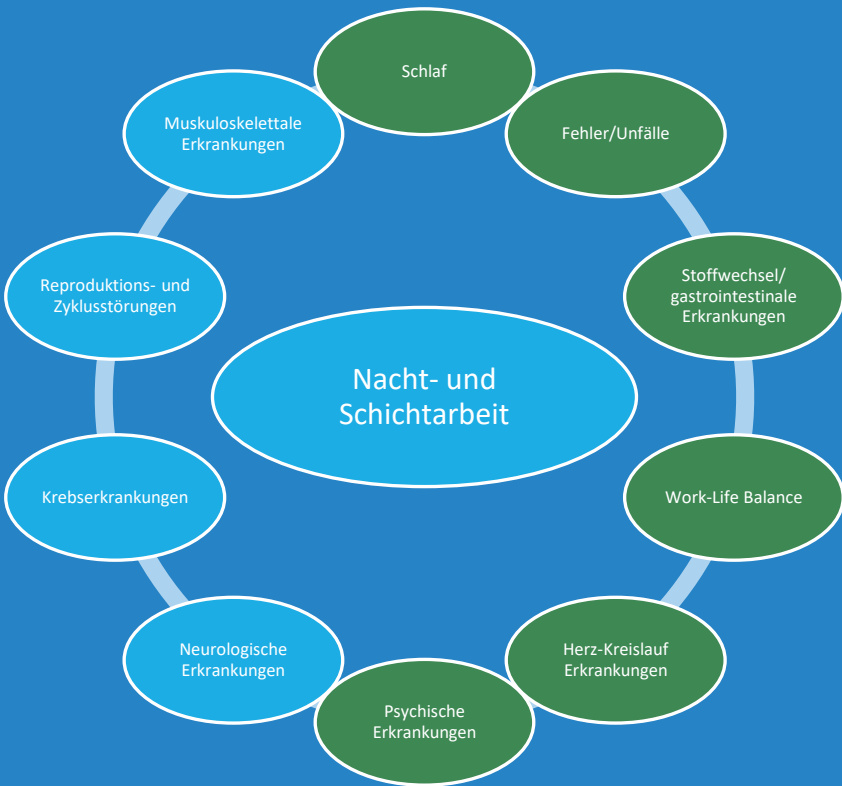 Schlaf
Fehler/Unfälle
Stoffwechsel/
gastrointestinale
Erkrankungen
Work-Life Balance
Herz-Kreislauf
Erkrankungen
Psychische
Erkrankungen
Neurologische
Erkrankungen
Krebserkrankungen
Reproduktions- und
Zyklusstörungen
Muskuloskelettale
Erkrankungen
Nacht- und
Schichtarbeit